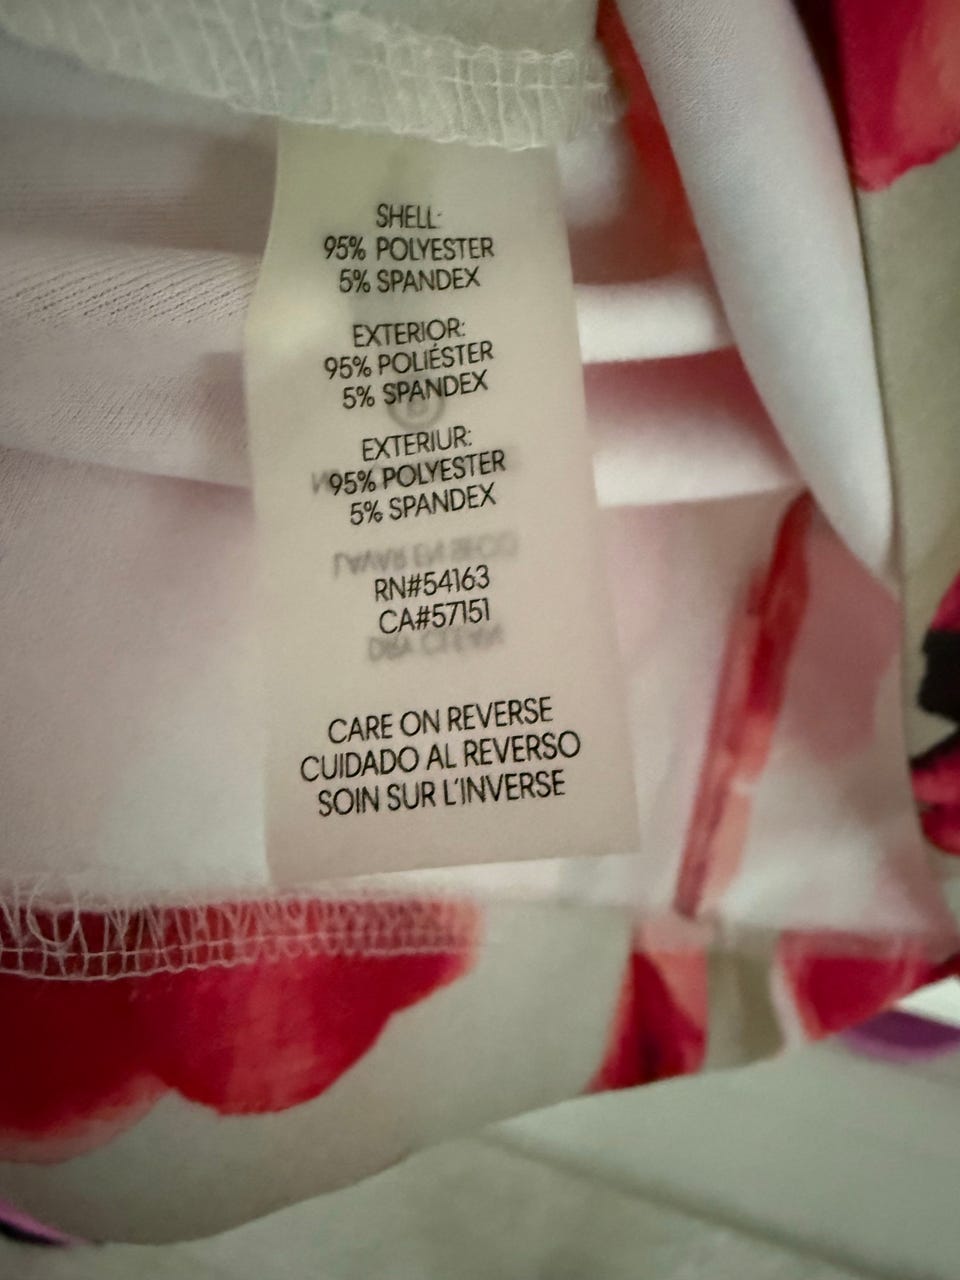 SHELL:
95% POLYESTER
5% SPANDEX
EXTERIOR:
95% POLIÉSTER
5% SPANDEX
EXTERIUR:
95% POLYESTER
5% SPANDEX
RN#54163
CA#57151
CARE ON REVERSE
CUIDADO AL REVERSO
SOIN SUR L'INVERSE